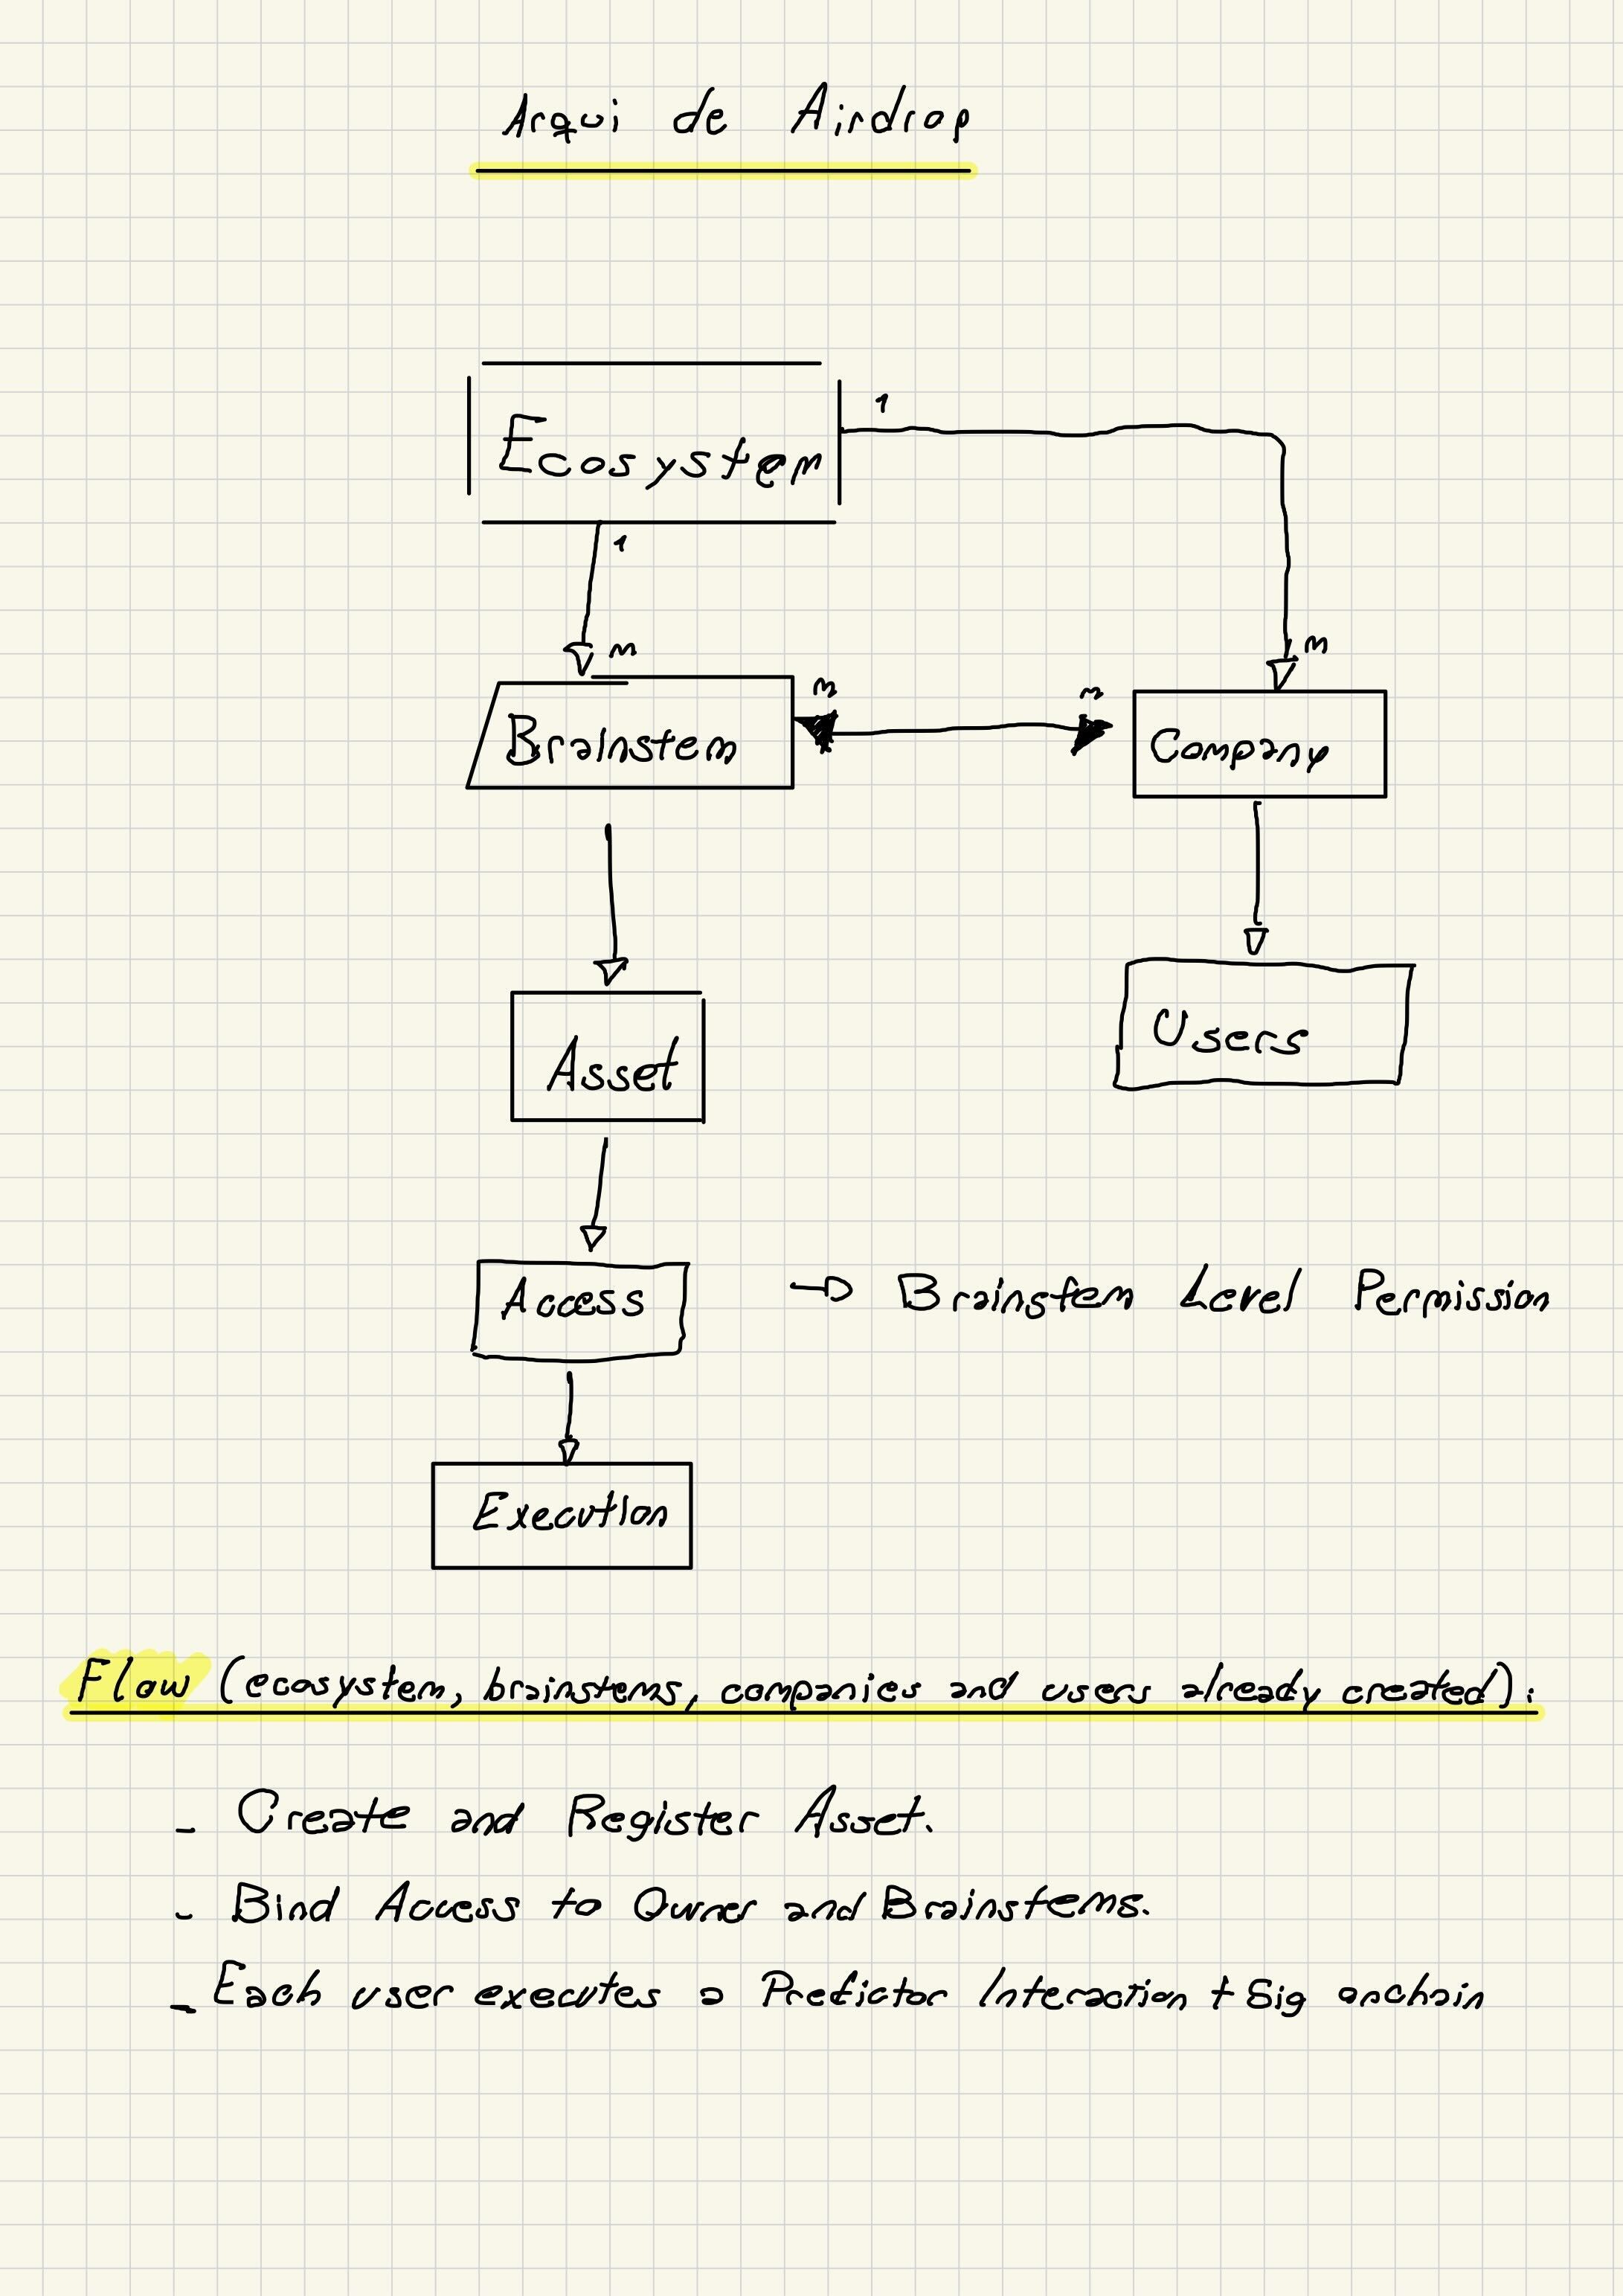 Arqui de Airdrop
Ecosystem
1
1
m
m
m
m
Brainstem
Company
Asset
Users
Access
→ Brainstem Level Permission
Execution
Flow (ecosystem, brainstems, companies and users already created):
- Create and Register Asset.
- Bind Access to Owner and Brainstems.
- Each user executes a Predictor Interaction + Sig onchain